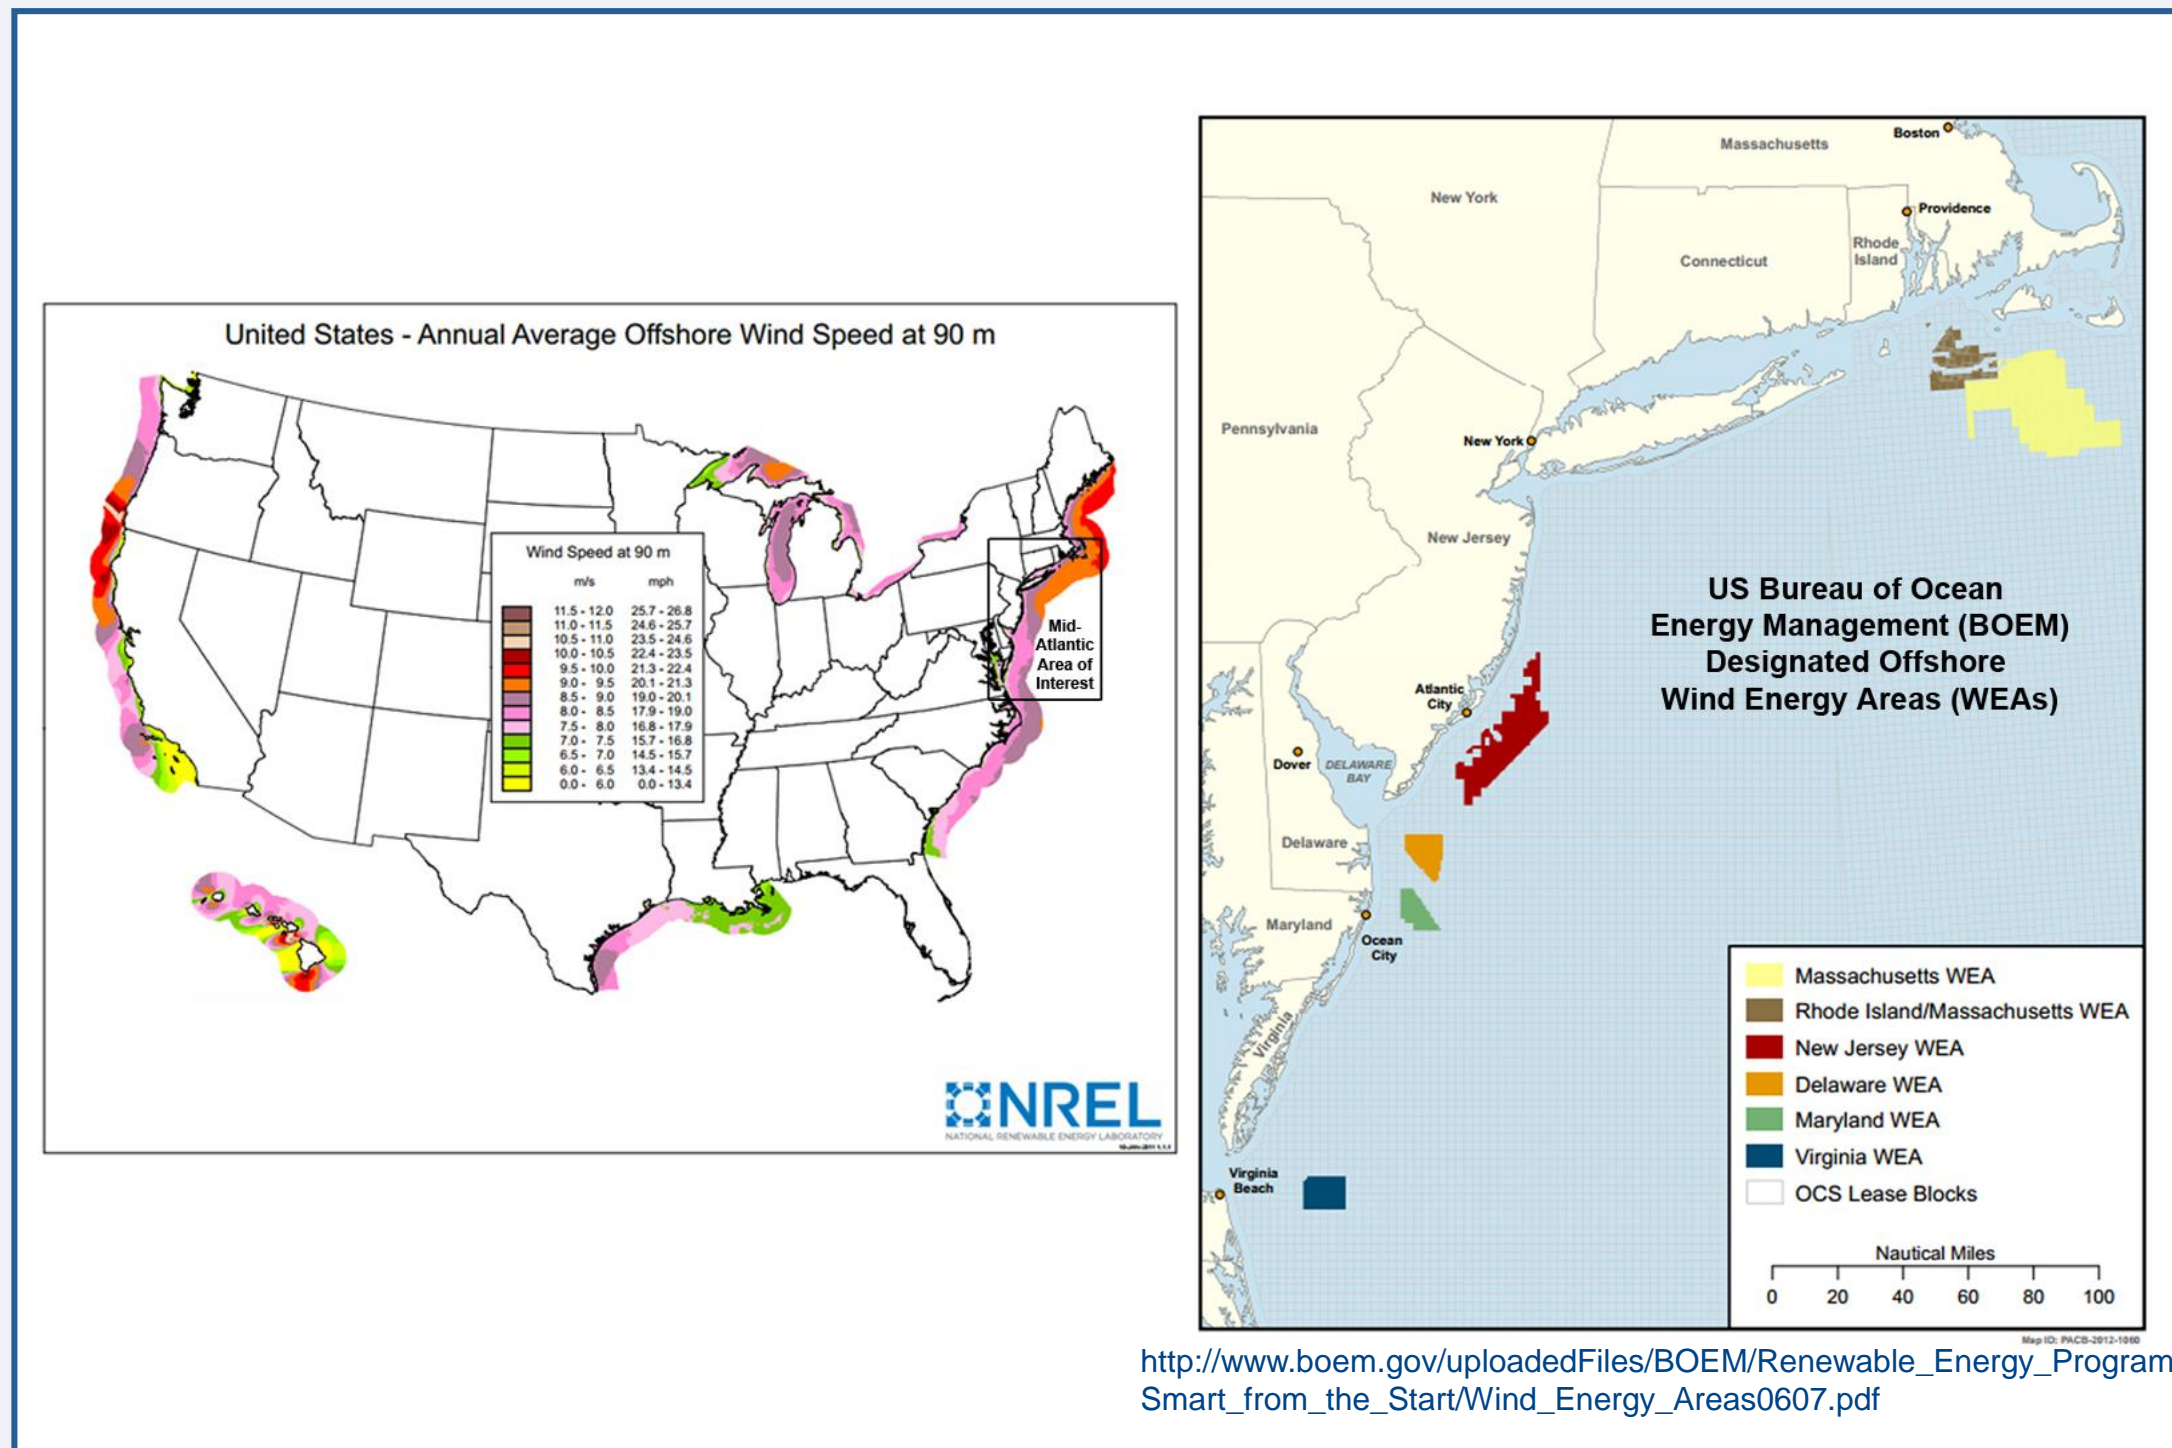 United States - Annual Average Offshore Wind Speed at 90 m
Wind Speed at 90 m
m/s mph
11.5 - 12.0 25.7 - 26.8
11.0 - 11.5 24.6 - 25.7
10.5 - 11.0 23.5 - 24.6
10.0 - 10.5 22.4 - 23.5
9.5 - 10.0 21.3 - 22.4
9.0 - 9.5 20.1 - 21.3
8.5 - 9.0 19.0 - 20.1
8.0 - 8.5 17.9 - 19.0
7.5 - 8.0 16.8 - 17.9
7.0 - 7.5 15.7 - 16.8
6.5 - 7.0 14.5 - 15.7
6.0 - 6.5 13.4 - 14.5
0.0 - 6.0 0.0 - 13.4
Mid-
Atlantic
Area of
Interest
NREL
NATIONAL RENEWABLE ENERGY LABORATORY
Boston
Massachusetts
New York
Providence
Rhode
Island
Connecticut
Pennsylvania
New York
New Jersey
US Bureau of Ocean
Energy Management (BOEM)
Designated Offshore
Wind Energy Areas (WEAs)
Atlantic
City
Dover
DELAWARE
BAY
Delaware
Maryland
Ocean
City
Virginia
Virginia
Beach
Massachusetts WEA
Rhode Island/Massachusetts WEA
New Jersey WEA
Delaware WEA
Maryland WEA
Virginia WEA
OCS Lease Blocks
Nautical Miles
0 20 40 60 80 100
Map ID: PACB-2012-1060
http://www.boem.gov/uploadedFiles/BOEM/Renewable_Energy_Program
Smart_from_the_Start/Wind_Energy_Areas0607.pdf